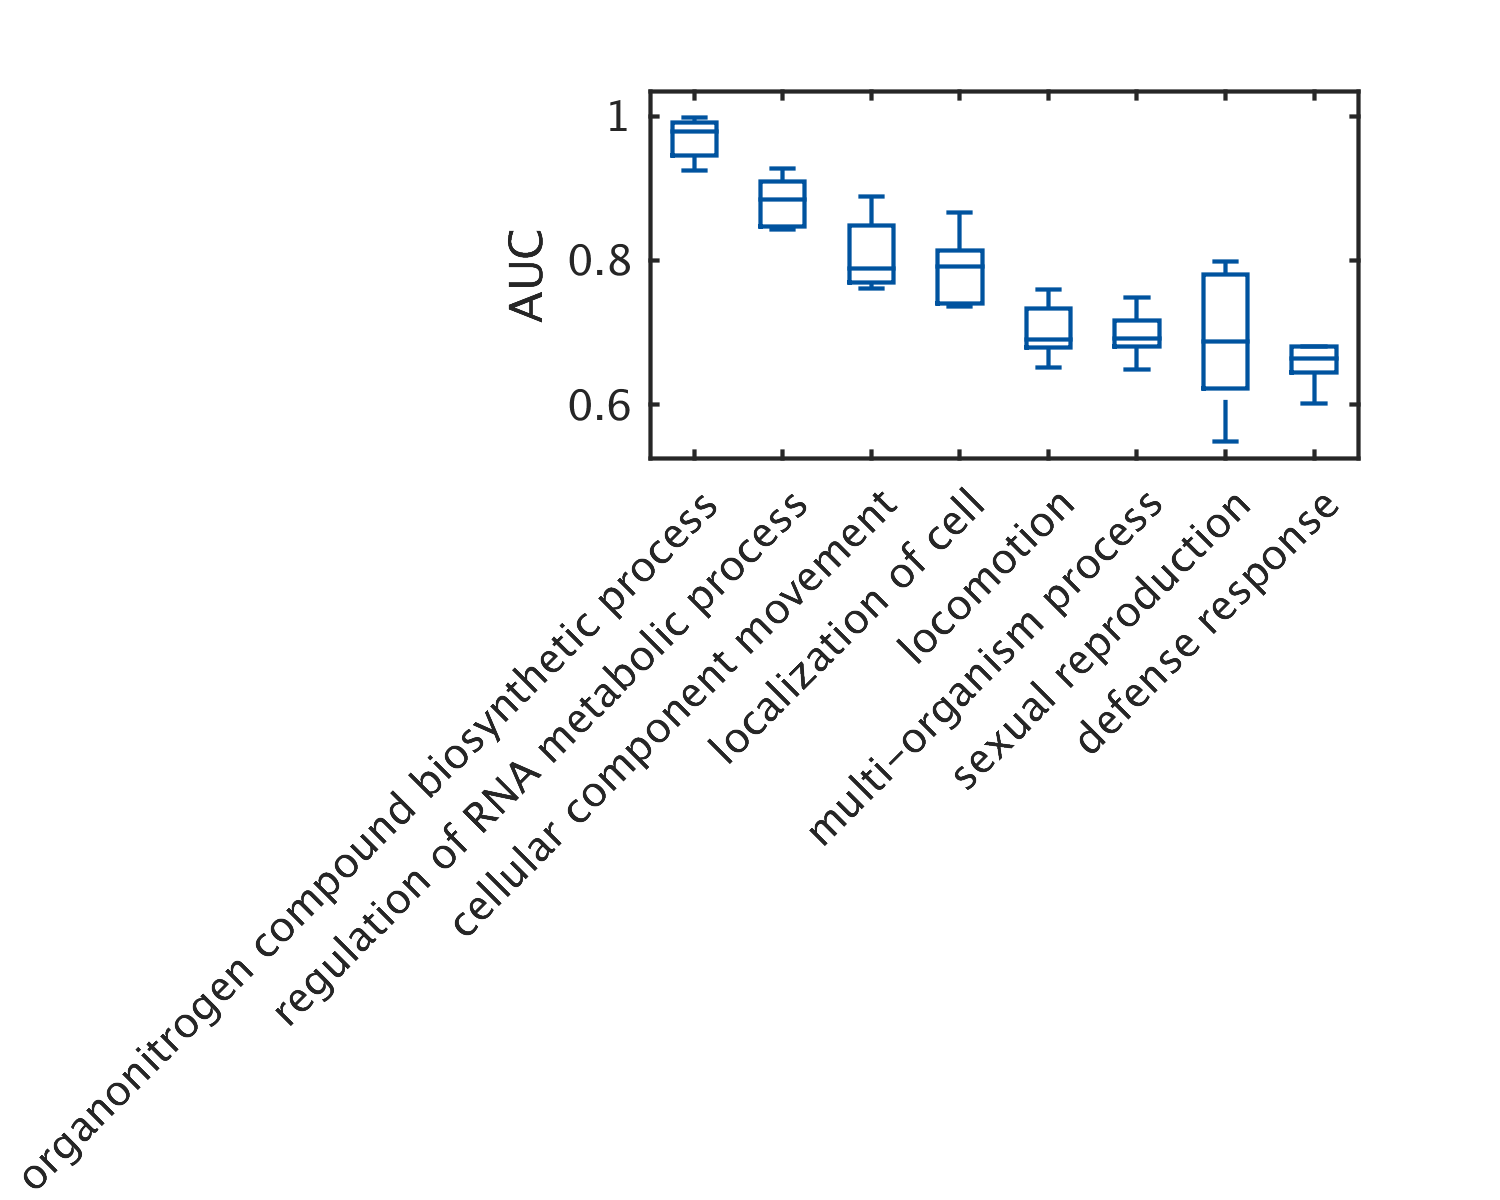 1
0.8
0.6
AUC
organonitrogen compound biosynthetic process
regulation of RNA metabolic process
cellular component movement
localization of cell
locomotion
multi−organism process
sexual reproduction
defense response